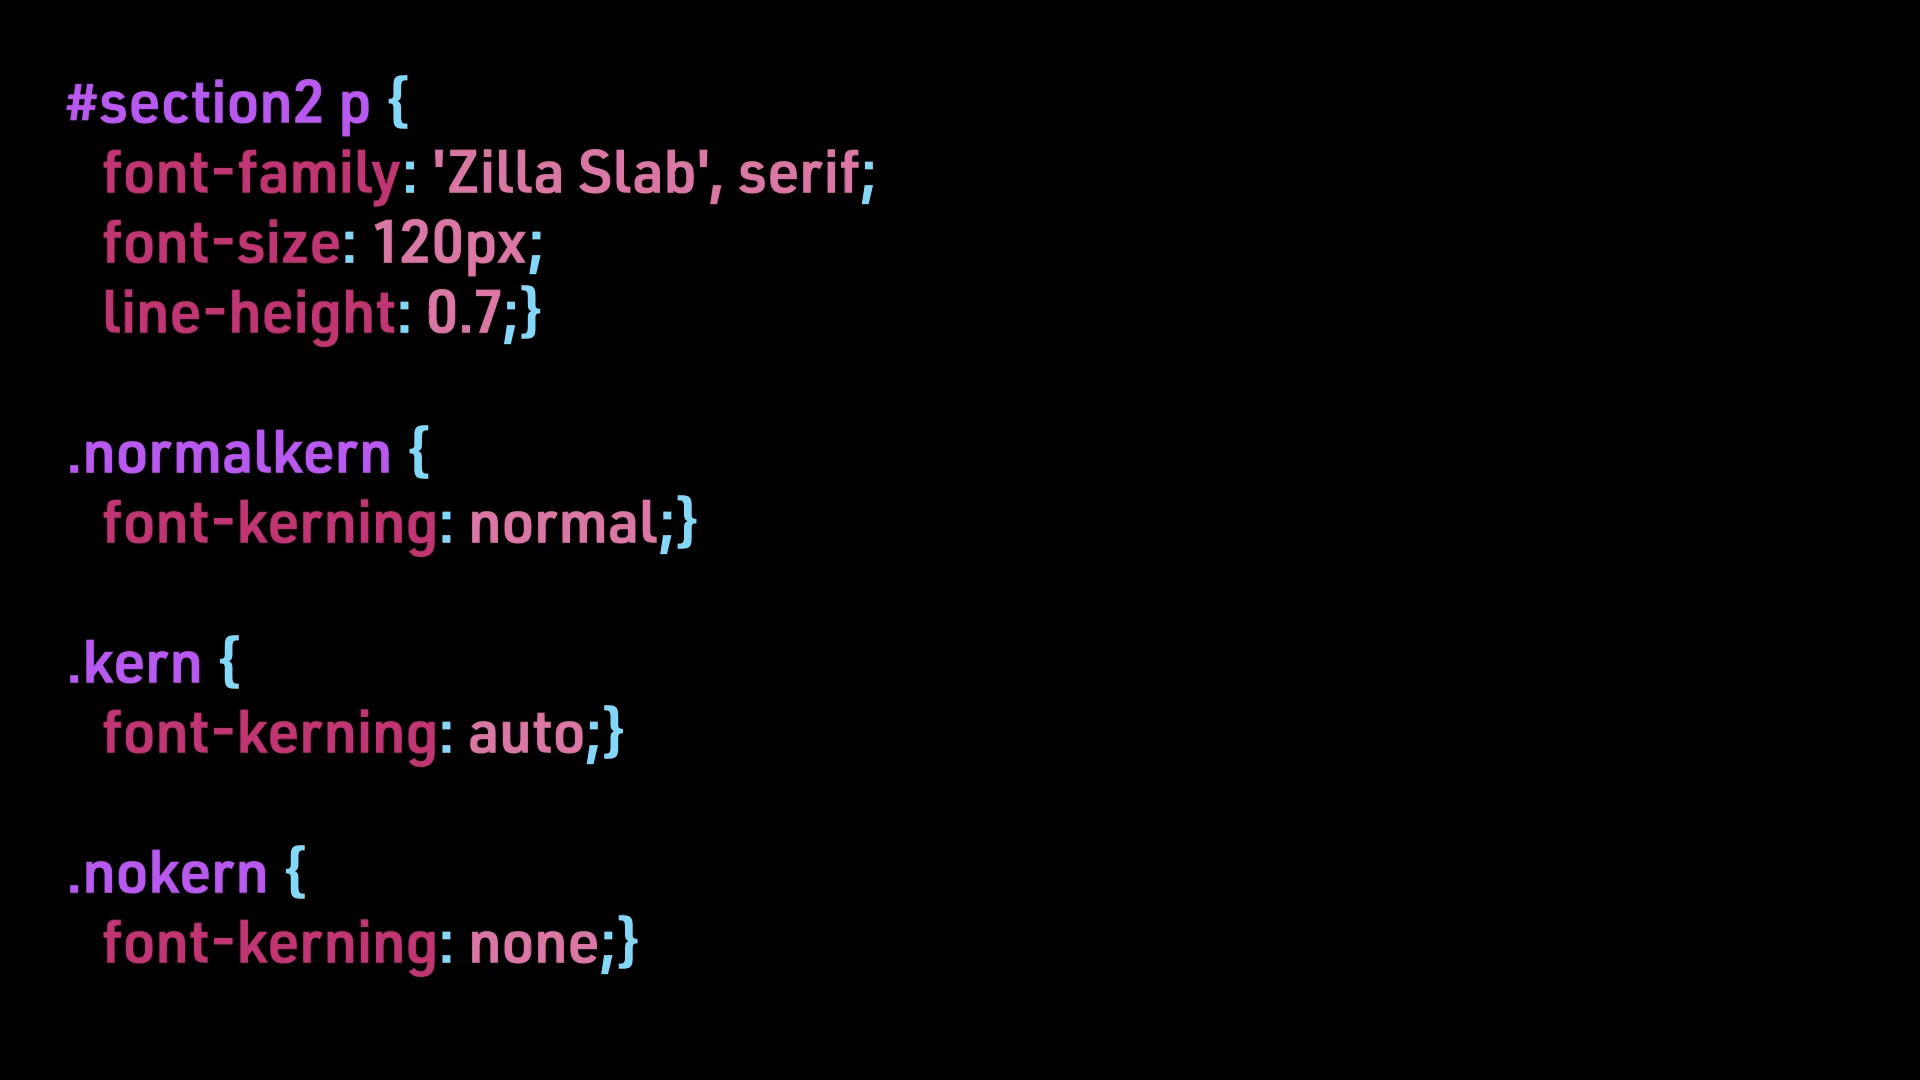 #section2 p {
font-family: 'Zilla Slab', serif;
font-size: 120px;
line-height: 0.7;}
.normalkern {
font-kerning: normal;}
.kern {
font-kerning: auto;}
.nokern {
font-kerning: none;}